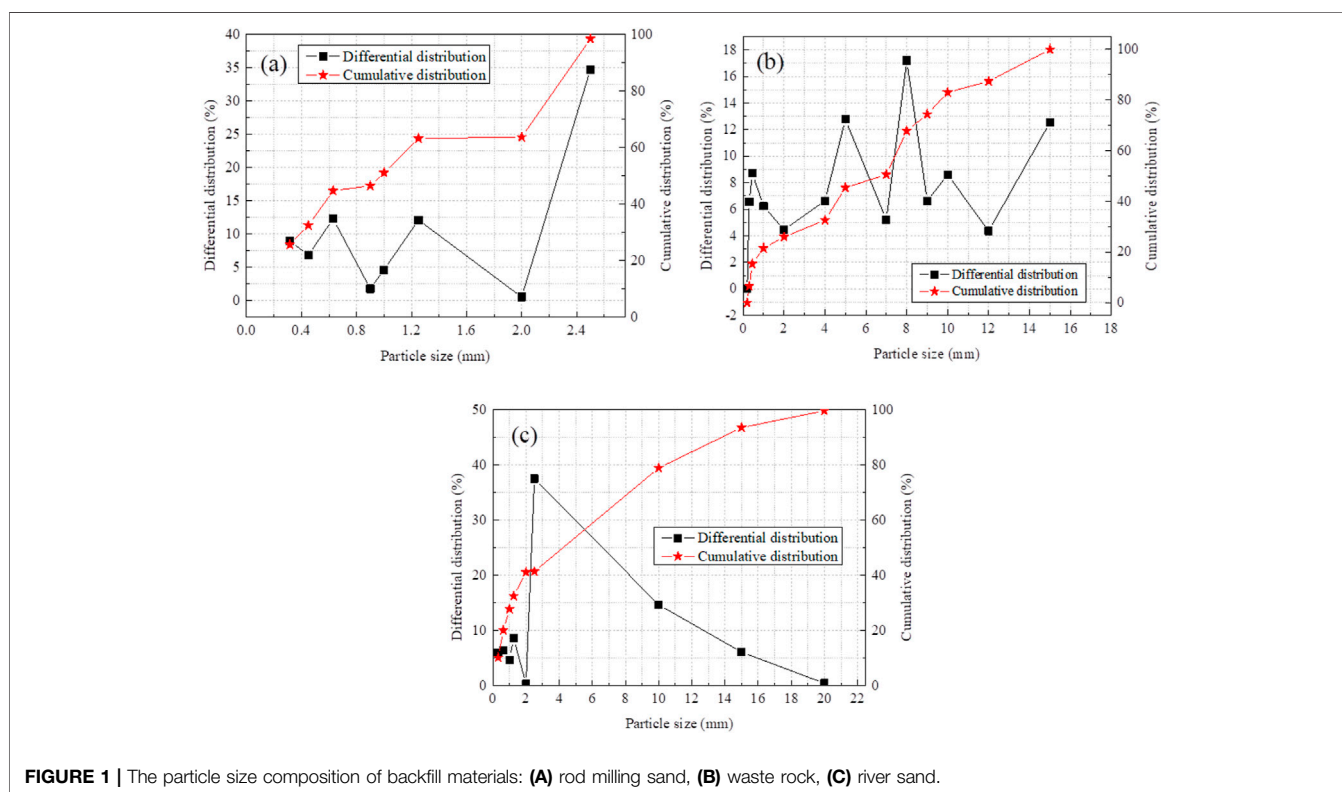 (a)
Differential distribution
Cumulative distribution
40
35
30
25
20
15
10
5
0
Differential distribution (%)
100
80
60
40
20
0
Cumulative distribution (%)
0.0 0.4 0.8 1.2 1.6 2.0 2.4
Particle size (mm)
(b)
18
16
14
12
10
8
6
4
2
0
-2
Differential distribution (%)
100
80
60
40
20
0
Cumulative distribution (%)
Differential distribution
Cumulative distribution
0 2 4 6 8 10 12 14 16 18
Particle size (mm)
(c)
50
40
30
20
10
0
Differential distribution (%)
100
80
60
40
20
0
Cumulative distribution (%)
Differential distribution
Cumulative distribution
0 2 4 6 8 10 12 14 16 18 20 22
Particle size (mm)
FIGURE 1 | The particle size composition of backfill materials: (A) rod milling sand, (B) waste rock, (C) river sand.